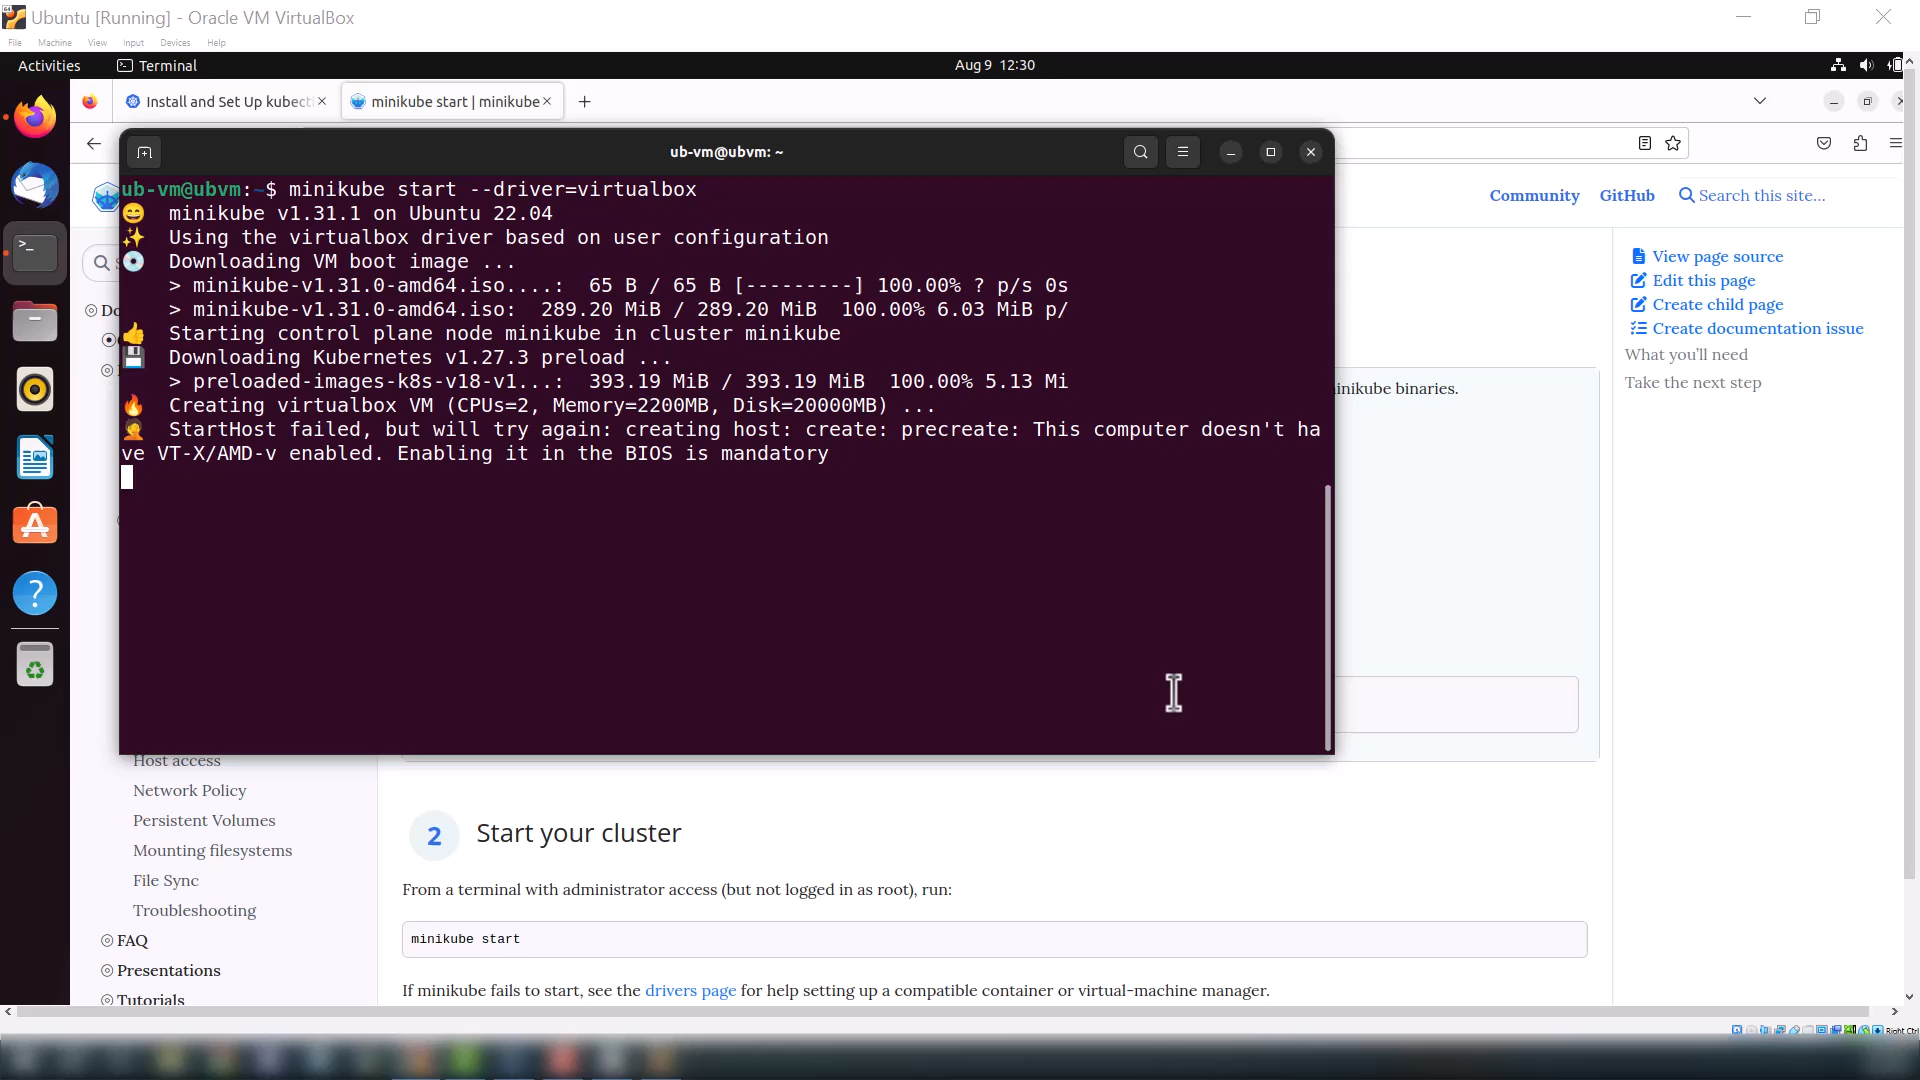 Ubuntu [Running] - Oracle VM VirtualBox
File Machine View Input Devices Help
Activities Terminal Aug 9 12:30
Install and Set Up kubect minikube start | minikube
ub-vm@ubvm: ~
ub-vm@ubvm:~$ minikube start --driver=virtualbox
minikube v1.31.1 on Ubuntu 22.04
Using the virtualbox driver based on user configuration
Downloading VM boot image ...
> minikube-v1.31.0-amd64.iso....: 65 B / 65 B [---------] 100.00% ? p/s 0s
> minikube-v1.31.0-amd64.iso: 289.20 MiB / 289.20 MiB 100.00% 6.03 MiB p/
Starting control plane node minikube in cluster minikube
Downloading Kubernetes v1.27.3 preload ...
> preloaded-images-k8s-v18-v1...: 393.19 MiB / 393.19 MiB 100.00% 5.13 Mi
Creating virtualbox VM (CPUs=2, Memory=2200MB, Disk=20000MB) ...
StartHost failed, but will try again: creating host: create: precreate: This computer doesn't ha
ve VT-X/AMD-v enabled. Enabling it in the BIOS is mandatory
Community GitHub Search this site...
View page source
Edit this page
Create child page
Create documentation issue
What you'll need
Take the next step
inikube binaries.
Host access
Network Policy
Persistent Volumes
Mounting filesystems
File Sync
Troubleshooting
FAQ
Presentations
Tutorials
2 Start your cluster
From a terminal with administrator access (but not logged in as root), run:
minikube start
If minikube fails to start, see the drivers page for help setting up a compatible container or virtual-machine manager.
Right Ctrl